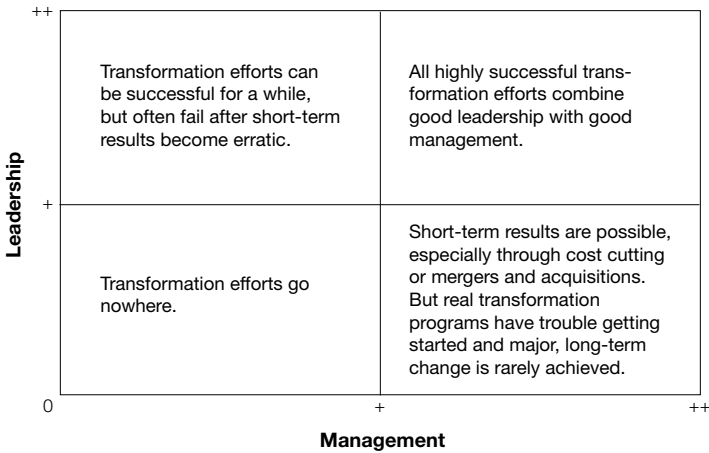 ++
Transformation efforts can
be successful for a while,
but often fail after short-term
results become erratic.
All highly successful trans-
formation efforts combine
good leadership with good
management.
Leadership
+
Transformation efforts go
nowhere.
Short-term results are possible,
especially through cost cutting
or mergers and acquisitions.
But real transformation
programs have trouble getting
started and major, long-term
change is rarely achieved.
0
+
++
Management